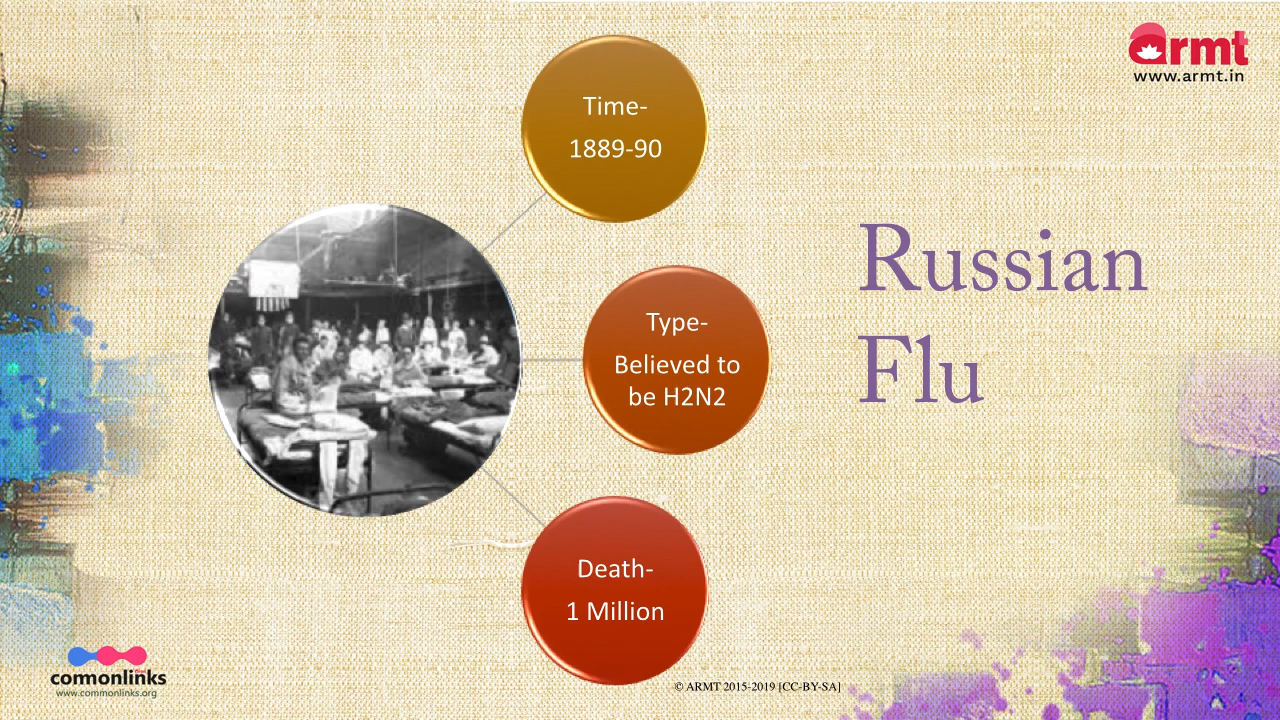 armt
www.armt.in
Time-
1889-90
Type-
Believed to
be H2N2
Death-
1 Million
Russian
Flu
commonlinks
www.commonlinks.org
© ARMT 2015-2019 [CC-BY-SA]